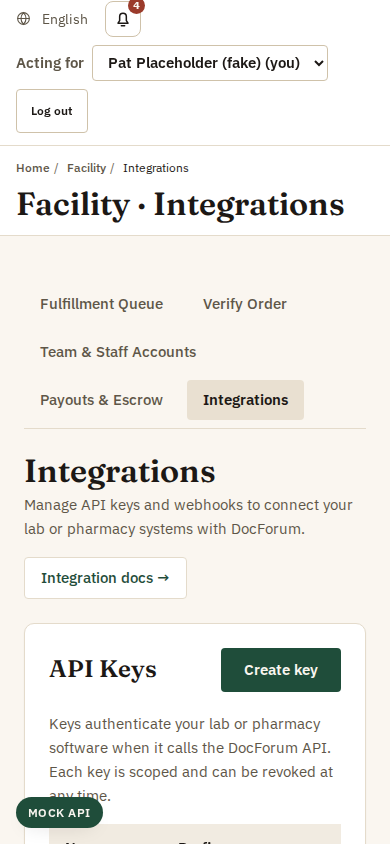 English
4
Acting for
Pat Placeholder (fake) (you)
Log out
Home / Facility / Integrations
Facility · Integrations
Fulfillment Queue
Verify Order
Team & Staff Accounts
Payouts & Escrow
Integrations
Integrations
Manage API keys and webhooks to connect your
lab or pharmacy systems with DocForum.
Integration docs →
API Keys
Create key
Keys authenticate your lab or pharmacy
software when it calls the DocForum API.
Each key is scoped and can be revoked at
any time.
MOCK API